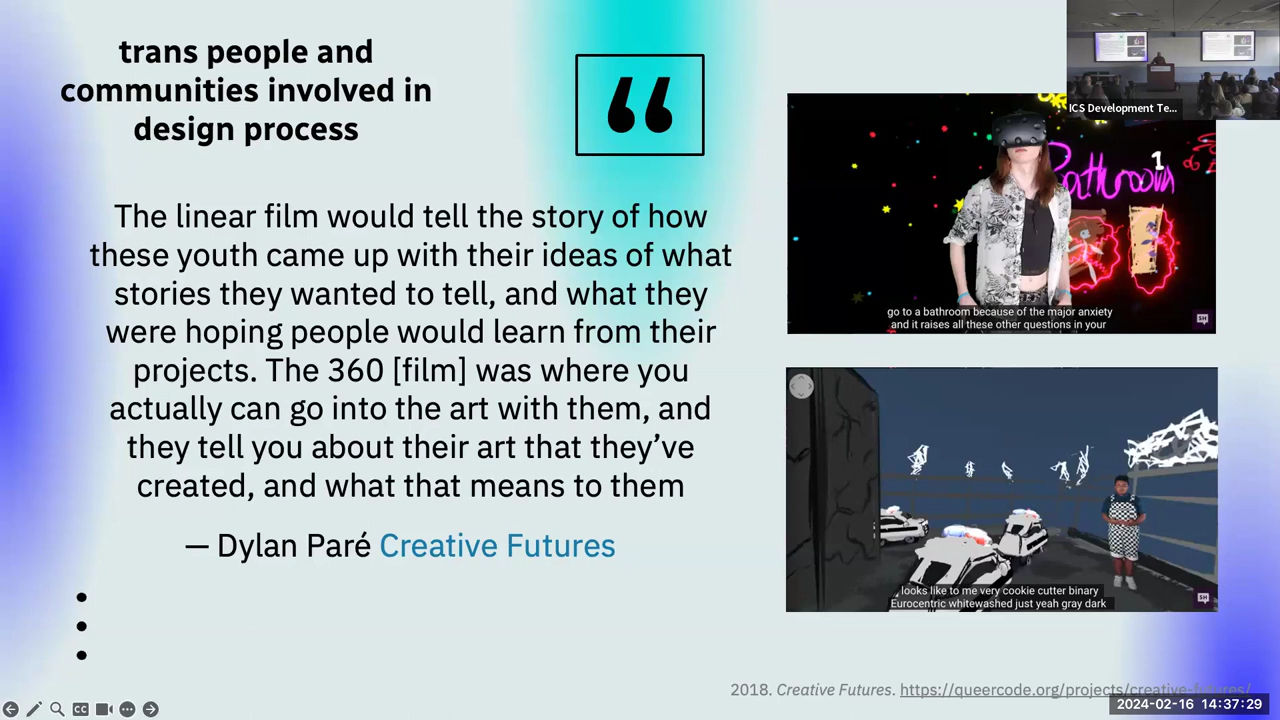 trans people and
communities involved in
design process
“
The linear film would tell the story of how
these youth came up with their ideas of what
stories they wanted to tell, and what they
were hoping people would learn from their
projects. The 360 [film] was where you
actually can go into the art with them, and
they tell you about their art that they’ve
created, and what that means to them
— Dylan Paré Creative Futures
ICS Development Te...
Bathroom
1
go to a bathroom because of the major anxiety
and it raises all these other questions in your
SH
looks like to me very cookie cutter binary
Eurocentric whitewashed just yeah gray dark
SH
2018. Creative Futures. https://queercode.org/projects/creative-futures/
CC
2024-02-16 14:37:29